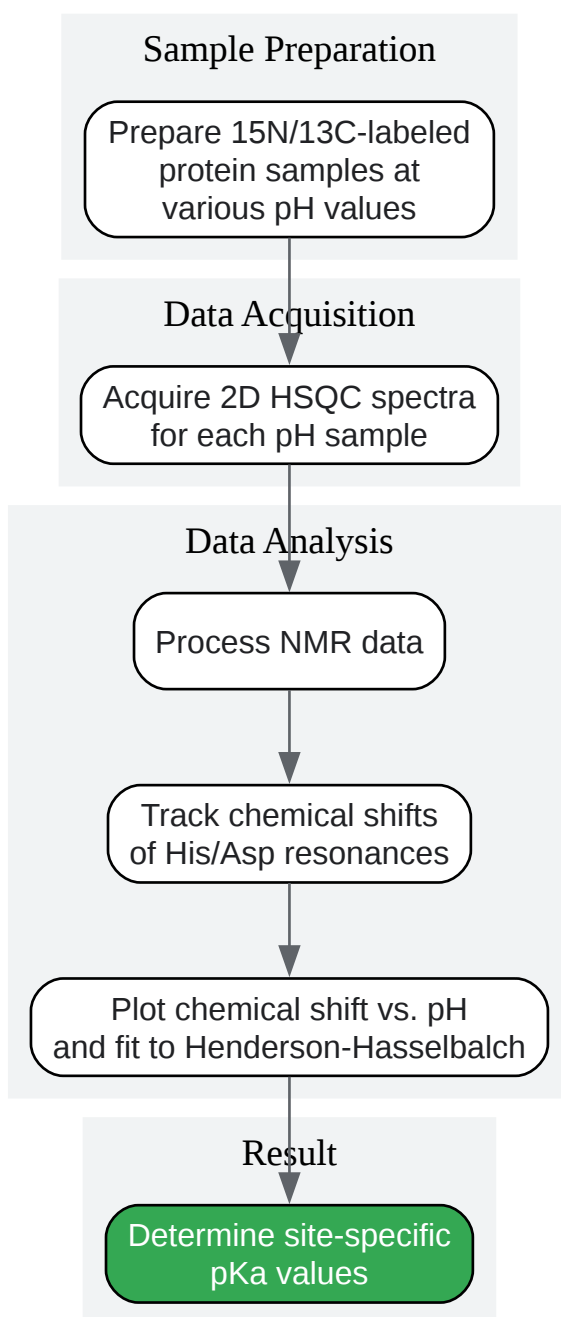 Sample Preparation
Prepare 15N/13C-labeled
protein samples at
various pH values
Data Acquisition
Acquire 2D HSQC spectra
for each pH sample
Data Analysis
Process NMR data
Track chemical shifts
of His/Asp resonances
Plot chemical shift vs. pH
and fit to Henderson-Hasselbalch
Result
Determine site-specific
pKa values